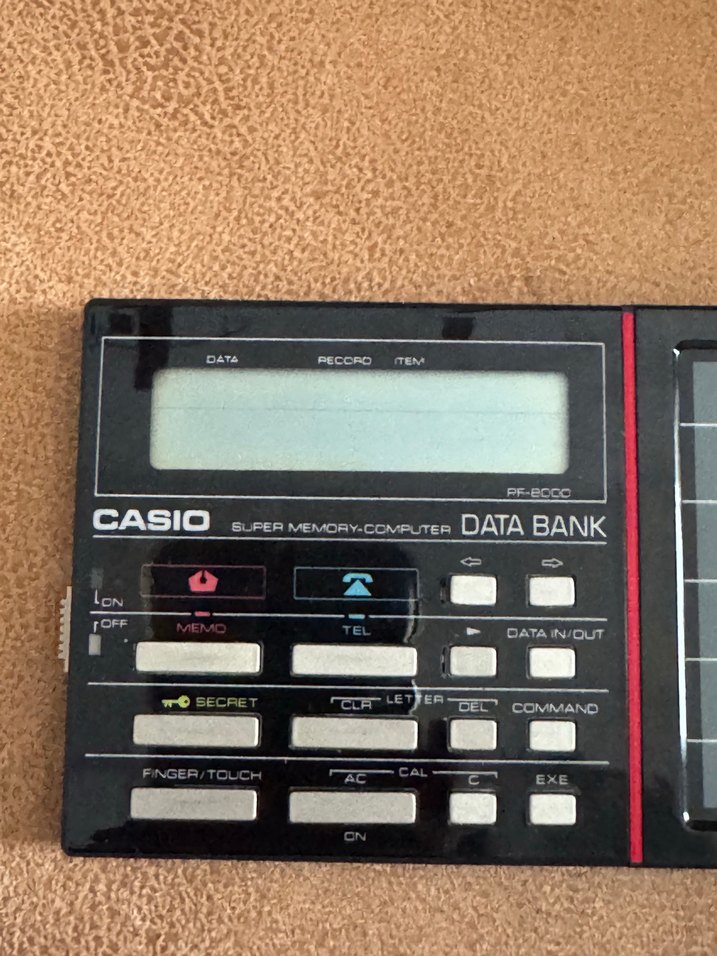 DATA RECORD ITEM
PF-8000
CASIO SUPER MEMORY-COMPUTER DATA BANK
ON
OFF
MEMO TEL DATA IN/OUT
SECRET CLR LETTER DEL COMMAND
FINGER/TOUCH AC CAL C EXE
ON